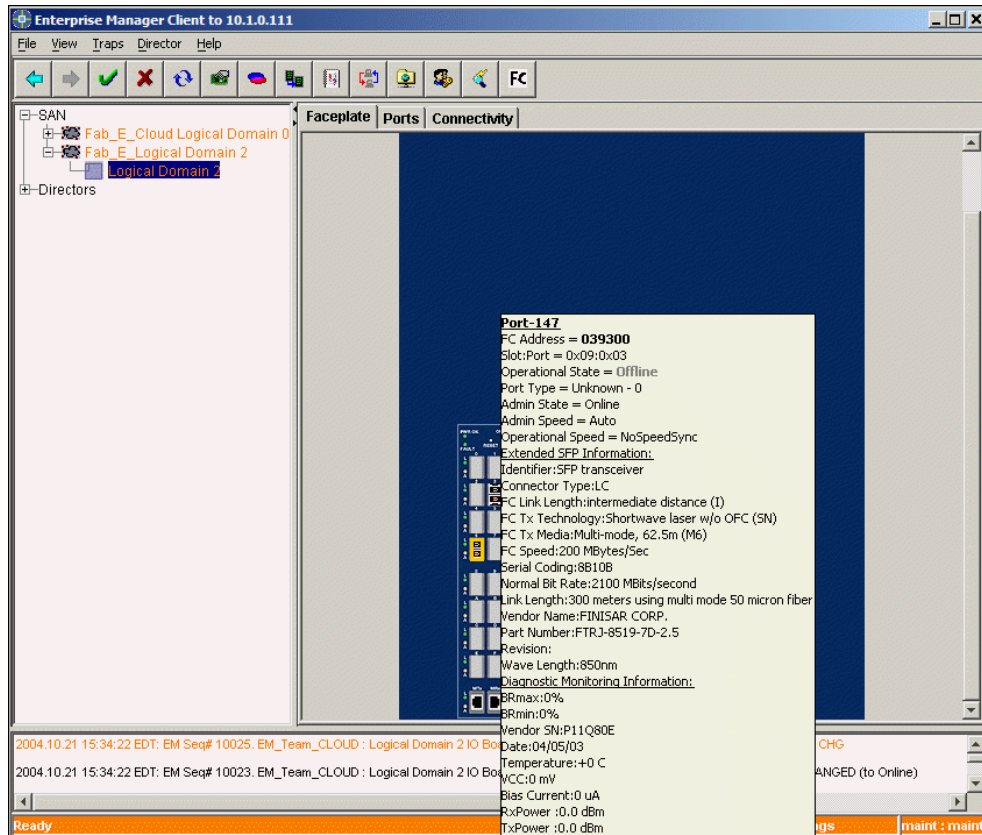 Enterprise Manager Client to 10.1.0.111
File View Traps Director Help
FC
SAN
Fab_E_Cloud Logical Domain 0
Fab_E_Logical Domain 2
Logical Domain 2
Directors
Faceplate Ports Connectivity
PWR OK
FAULT RESET
Port-147
FC Address = 039300
Slot:Port = 0x09:0x03
Operational State = Offline
Port Type = Unknown - 0
Admin State = Online
Admin Speed = Auto
Operational Speed = NoSpeedSync
Extended SFP Information:
Identifier:SFP transceiver
Connector Type:LC
FC Link Length:intermediate distance (I)
FC Tx Technology:Shortwave laser w/o OFC (SN)
FC Tx Media:Multi-mode, 62.5m (M6)
FC Speed:200 MBytes/Sec
Serial Coding:8B10B
Normal Bit Rate:2100 MBits/second
Link Length:300 meters using multi mode 50 micron fiber
Vendor Name:FINISAR CORP.
Part Number:FTRJ-8519-7D-2.5
Revision:
Wave Length:850nm
Diagnostic Monitoring Information:
BRmax:0%
BRmin:0%
Vendor SN:P11Q80E
Date:04/05/03
Temperature:+0 C
VCC:0 mV
Bias Current:0 uA
RxPower :0.0 dBm
TxPower :0.0 dBm
2004.10.21 15:34:22 EDT: EM Seq# 10025. EM_Team_CLOUD : Logical Domain 2 IO Bo CHG
2004.10.21 15:34:22 EDT: EM Seq# 10023. EM_Team_CLOUD : Logical Domain 2 IO Boa ANGED (to Online)
Ready gs maint : maint